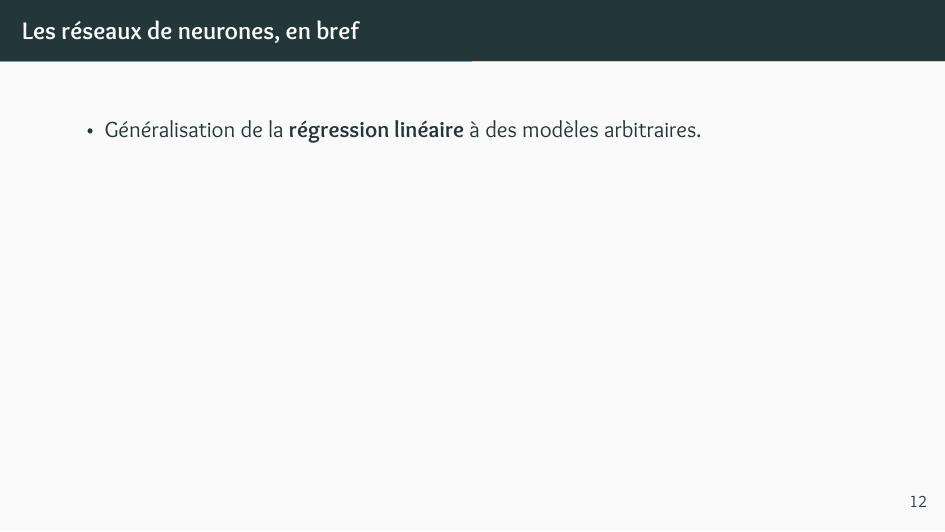 Les réseaux de neurones, en bref
• Généralisation de la régression linéaire à des modèles arbitraires.
12